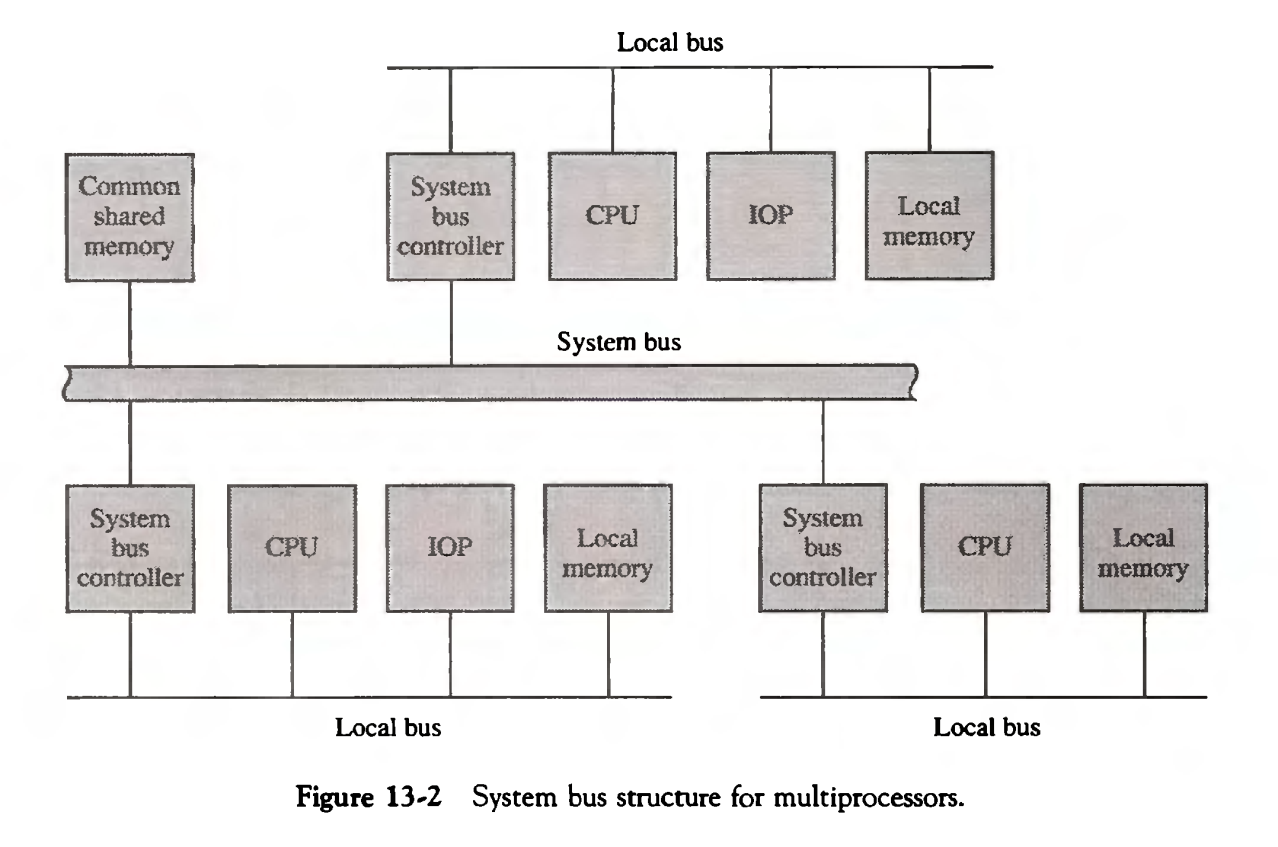 Local bus
Common
shared
memory
System
bus
controller
CPU
IOP
Local
memory
System bus
System
bus
controller
CPU
IOP
Local
memory
System
bus
controller
CPU
Local
memory
Local bus
Local bus
Figure 13-2 System bus structure for multiprocessors.